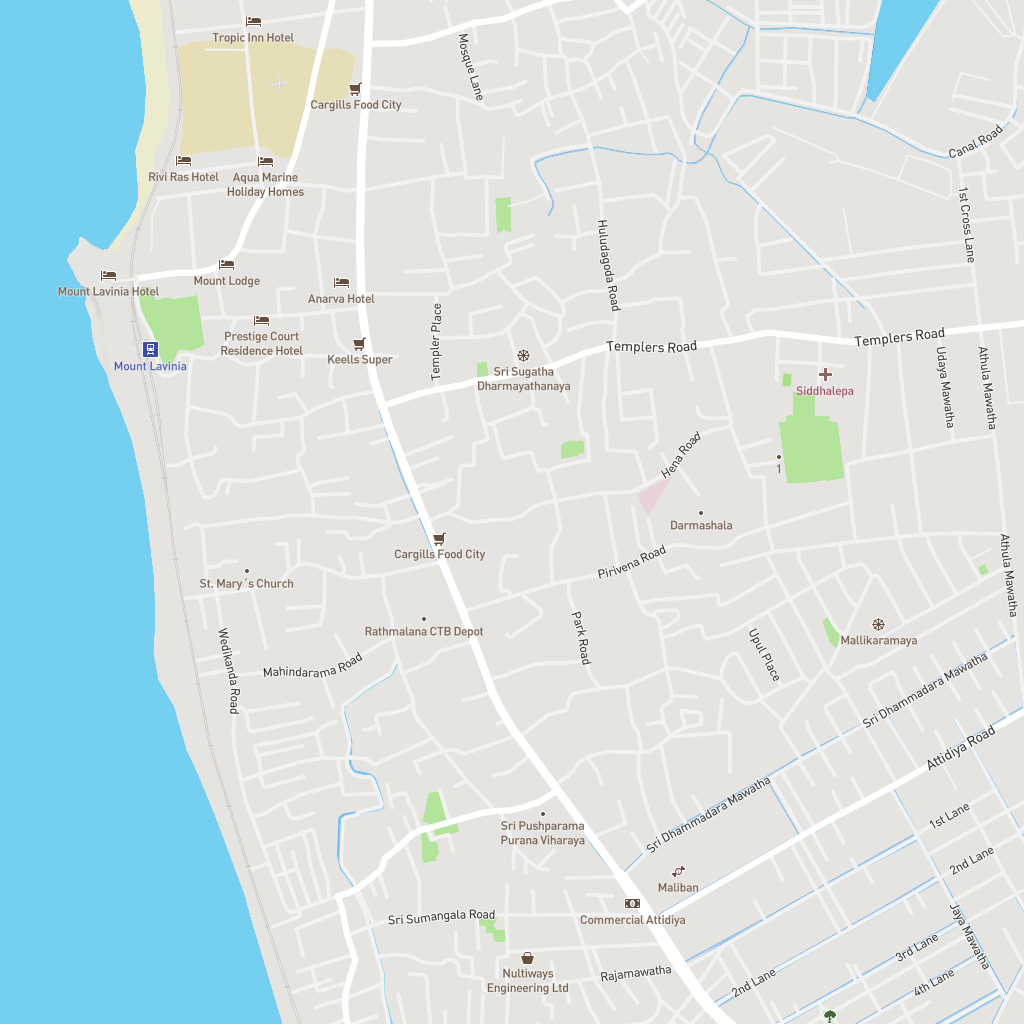 Tropic Inn Hotel
Mosque Lane
Cargills Food City
Canal Road
Rivi Ras Hotel
Aqua Marine
Holiday Homes
1st Cross Lane
Huludagoda Road
Mount Lavinia Hotel
Mount Lodge
Anarva Hotel
Prestige Court
Residence Hotel
Keells Super
Templer Place
Templers Road
Templers Road
Mount Lavinia
Sri Sugatha
Dharmayathanaya
Siddhalepa
Udaya Mawatha
Athula Mawatha
Hena Road
1
Darmashala
Cargills Food City
Pirivena Road
Athula Mawatha
St. Mary´s Church
Rathmalana CTB Depot
Park Road
Upul Place
Mallikaramaya
Wedikanda Road
Mahindarama Road
Sri Dhammadara Mawatha
Attidiya Road
Sri Dhammadara Mawatha
Sri Pushparama
Purana Viharaya
1st Lane
2nd Lane
Maliban
Commercial Attidiya
Sri Sumangala Road
Jaya Mawatha
3rd Lane
Nultiways
Engineering Ltd
Rajamawatha
2nd Lane
4th Lane